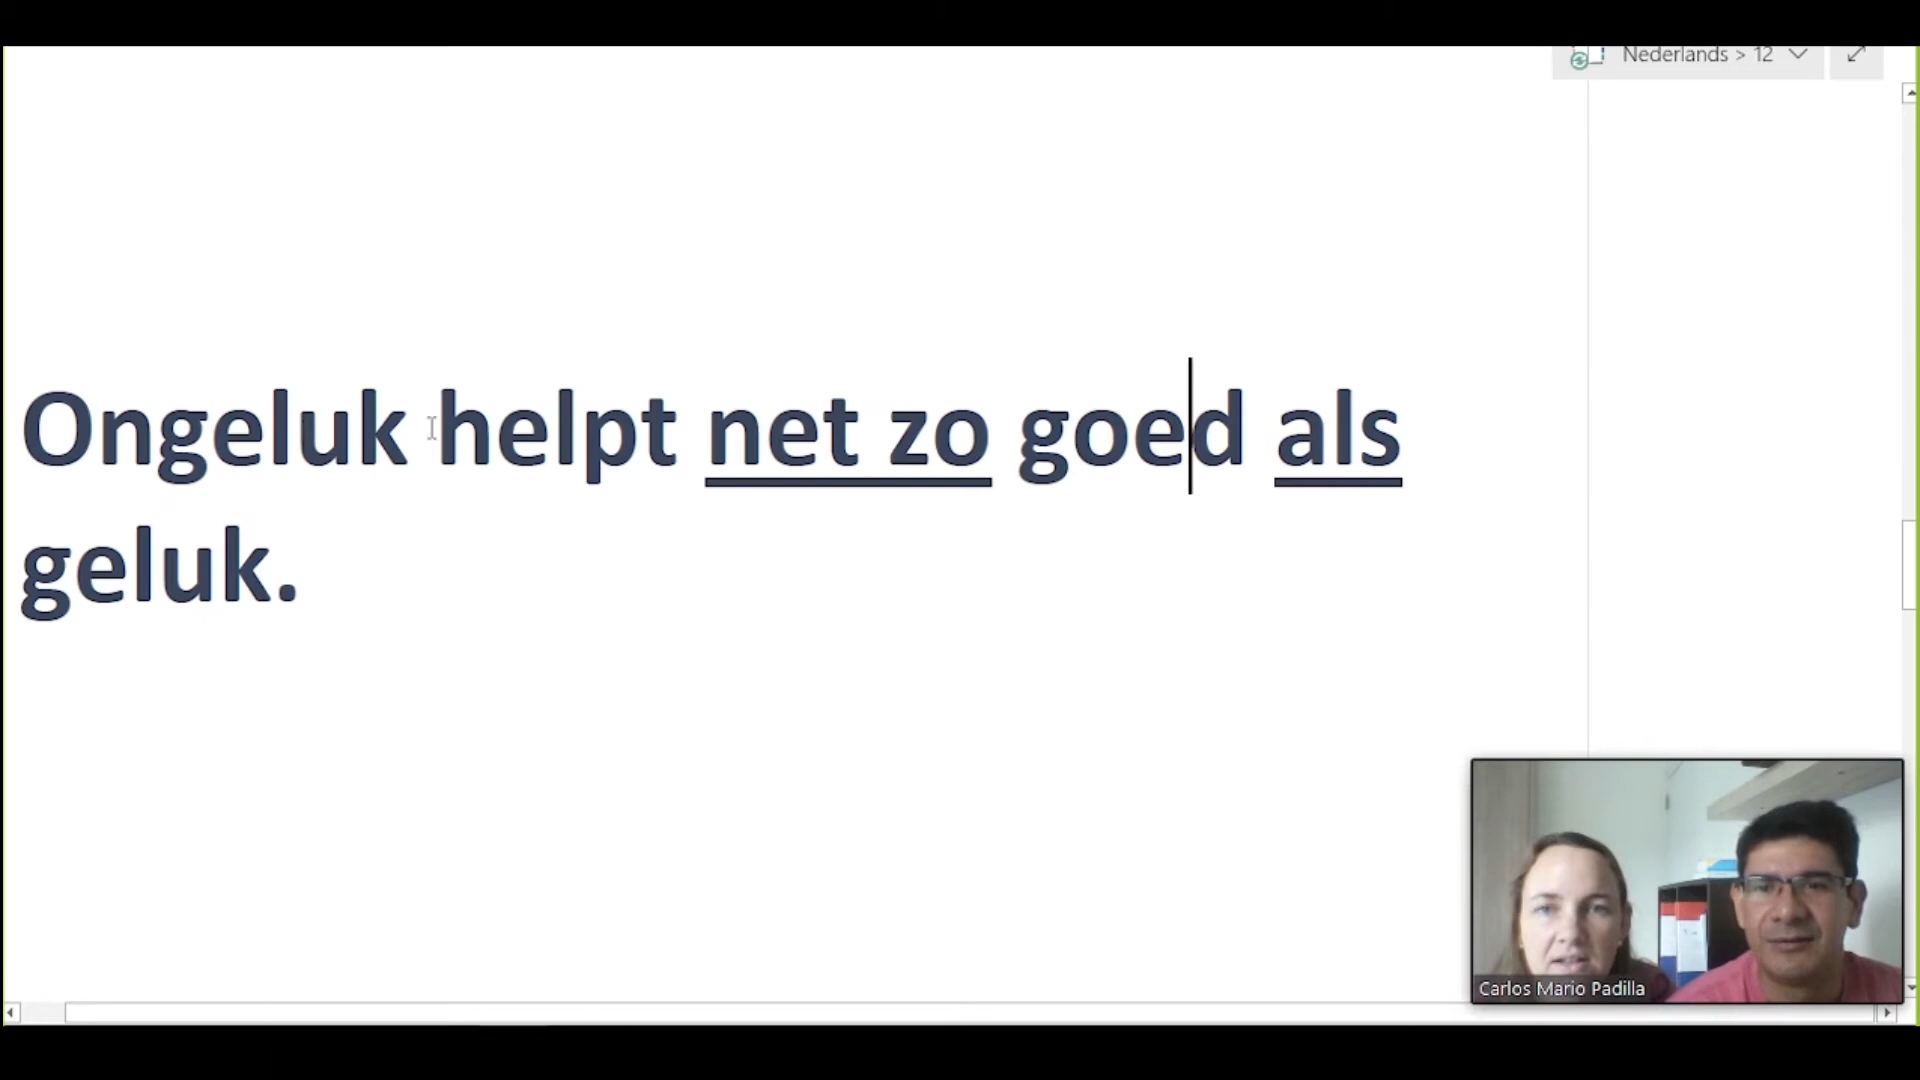 Nederlands > 12
Ongeluk helpt net zo goed als
geluk.
Carlos Mario Padilla